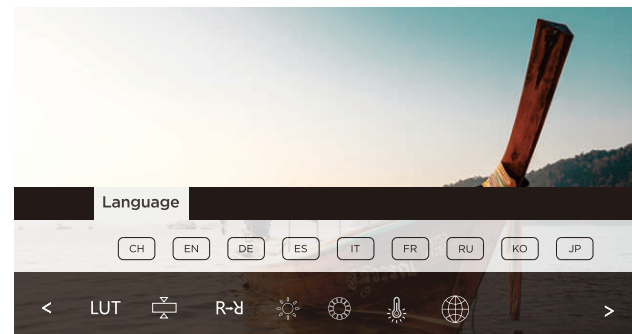 Language
CH EN DE ES IT FR RU KO JP
< LUT R→Я >